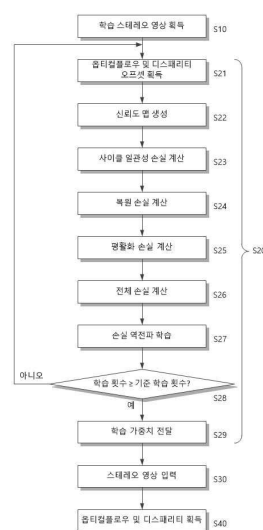 학습 스테레오 영상 획득
S10
옵티컬플로우 및 디스패리티
오프셋 획득
S21
신뢰도 맵 생성
S22
사이클 일관성 손실 계산
S23
복원 손실 계산
S24
평활화 손실 계산
S25
S20
전체 손실 계산
S26
손실 역전파 학습
S27
아니오
학습 횟수 ≥ 기준 학습 횟수?
S28
예
학습 가중치 전달
S29
스테레오 영상 입력
S30
옵티컬플로우 및 디스패리티 획득
S40